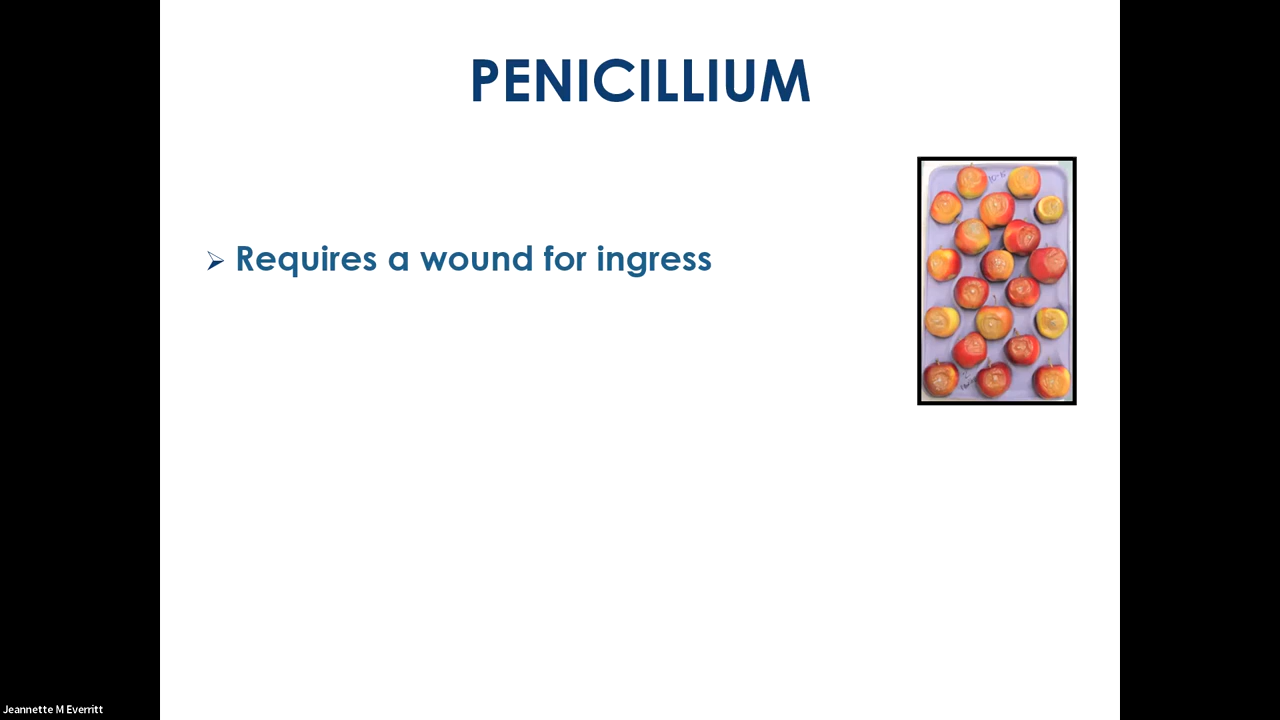 PENICILLIUM
➢ Requires a wound for ingress
Jeannette M Everritt